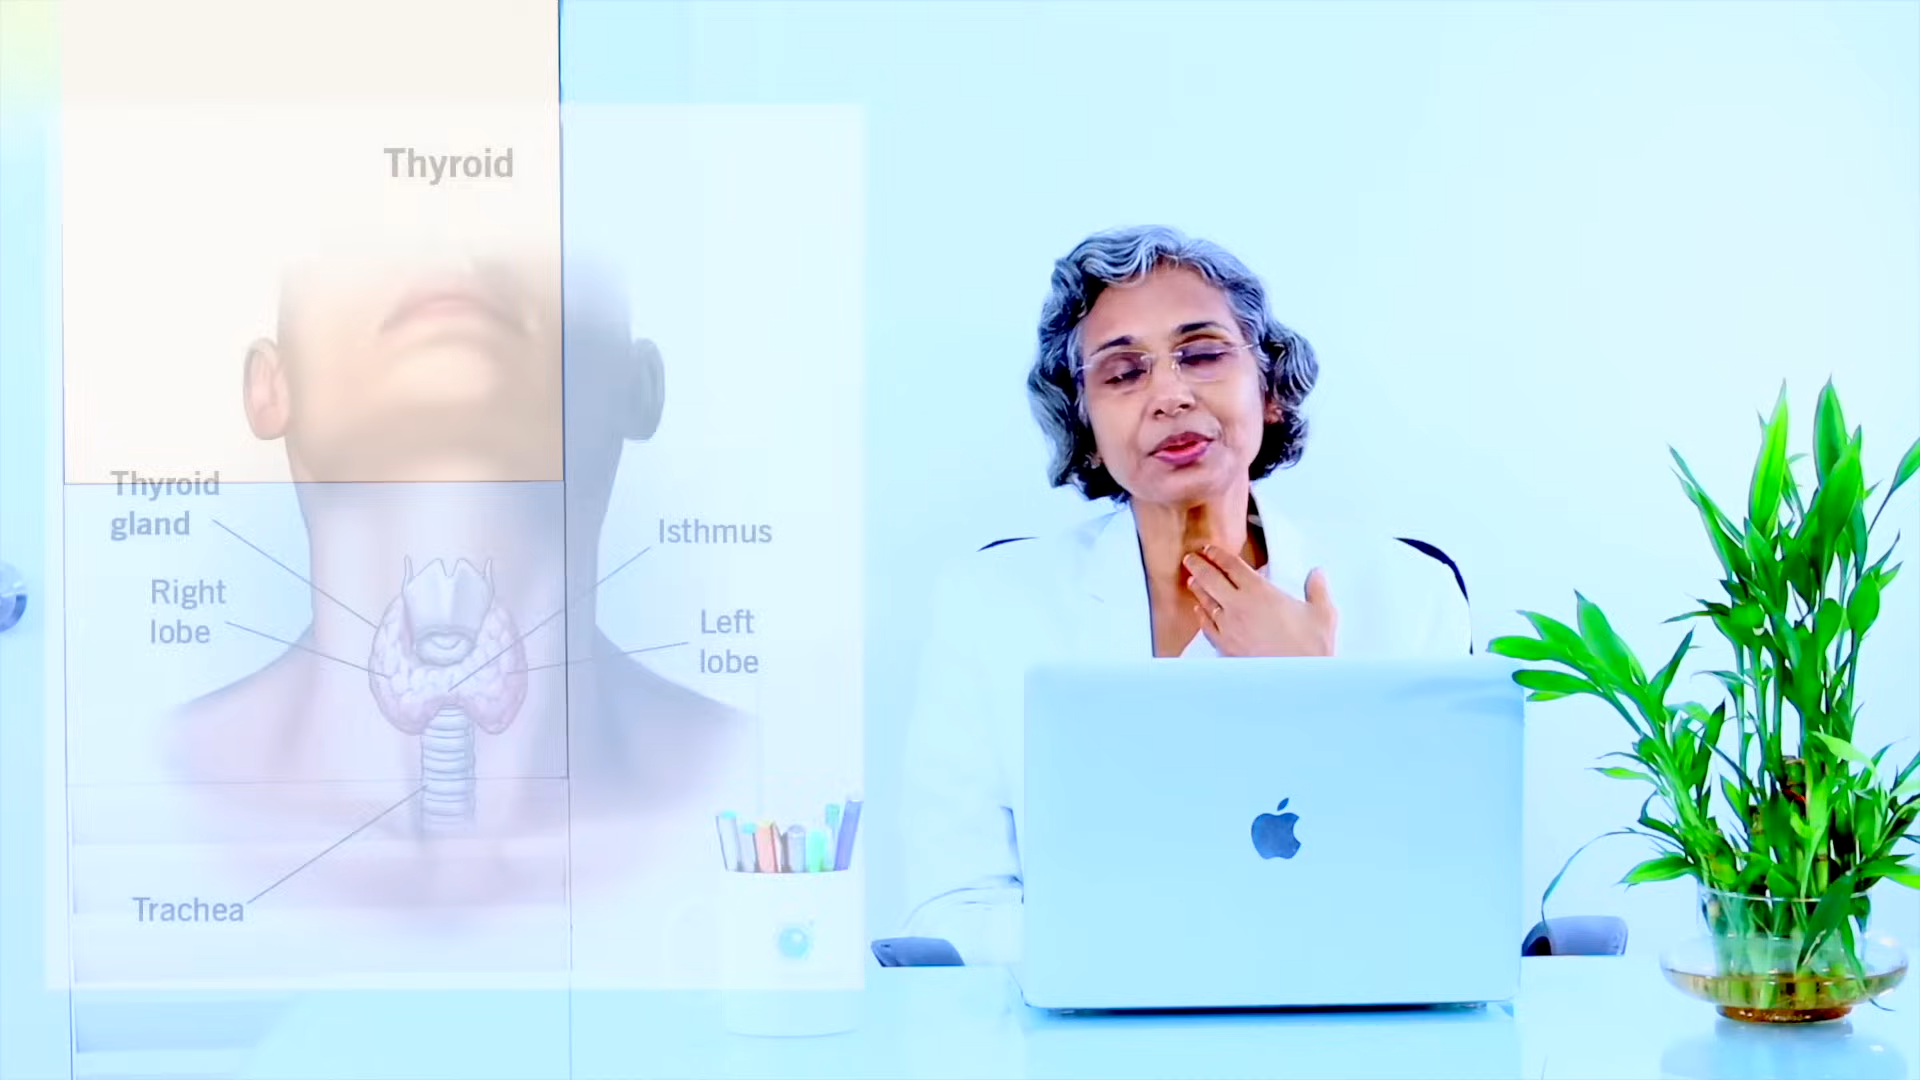 Thyroid
Thyroid
gland
Isthmus
Right
lobe
Left
lobe
Trachea